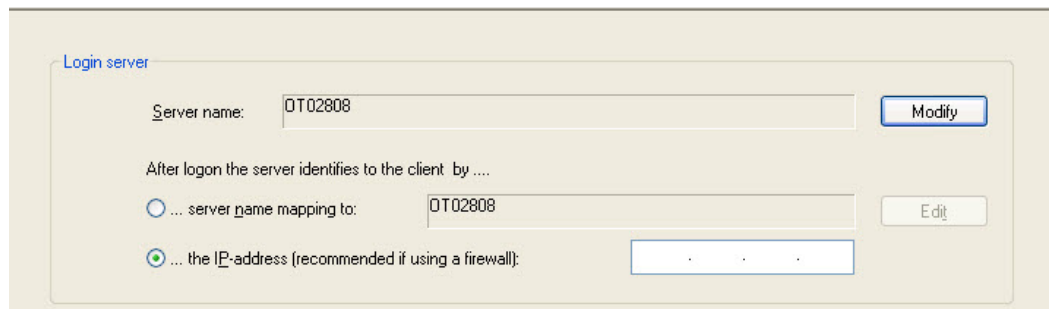 Login server
Server name: OT02808 Modify
After logon the server identifies to the client by ....
... server name mapping to: OT02808 Edit
... the IP-address (recommended if using a firewall): . . .